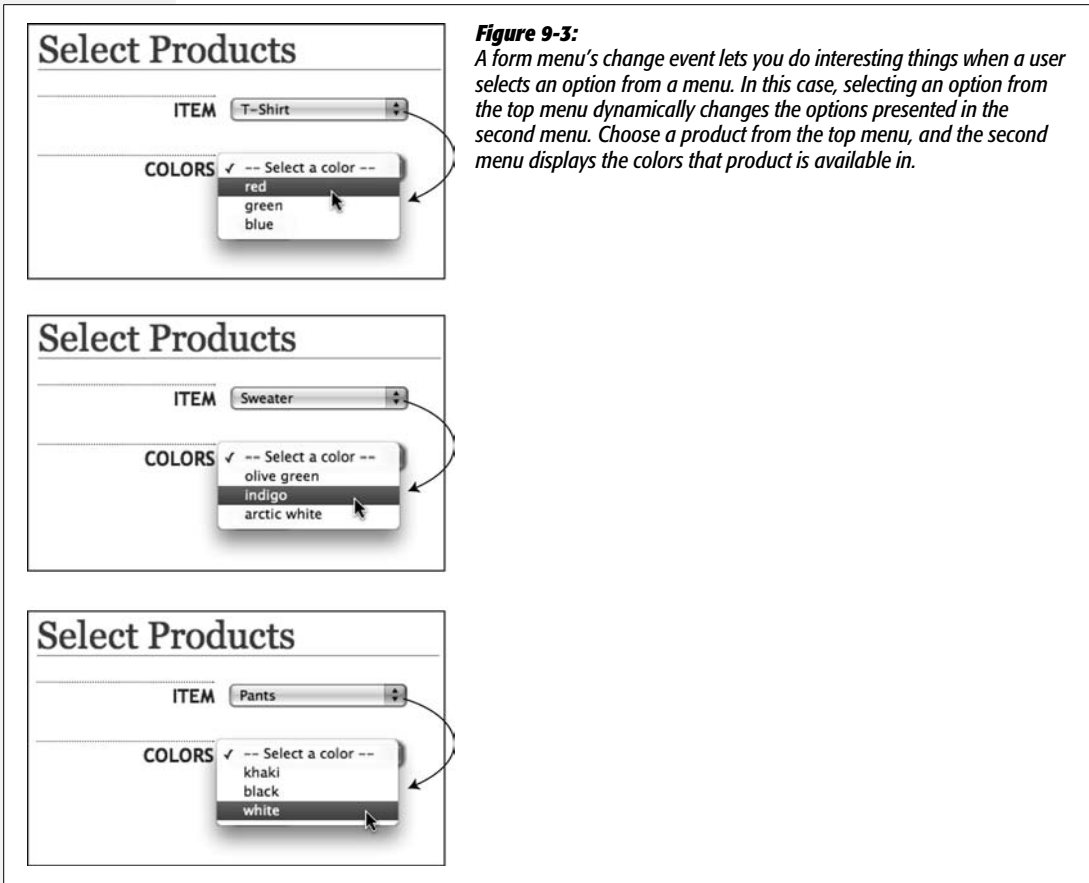 Select Products
ITEM T-Shirt
COLORS ✓ -- Select a color --
red
green
blue
Figure 9-3:
A form menu’s change event lets you do interesting things when a user
selects an option from a menu. In this case, selecting an option from
the top menu dynamically changes the options presented in the
second menu. Choose a product from the top menu, and the second
menu displays the colors that product is available in.
Select Products
ITEM Sweater
COLORS ✓ -- Select a color --
olive green
indigo
arctic white
Select Products
ITEM Pants
COLORS ✓ -- Select a color --
khaki
black
white